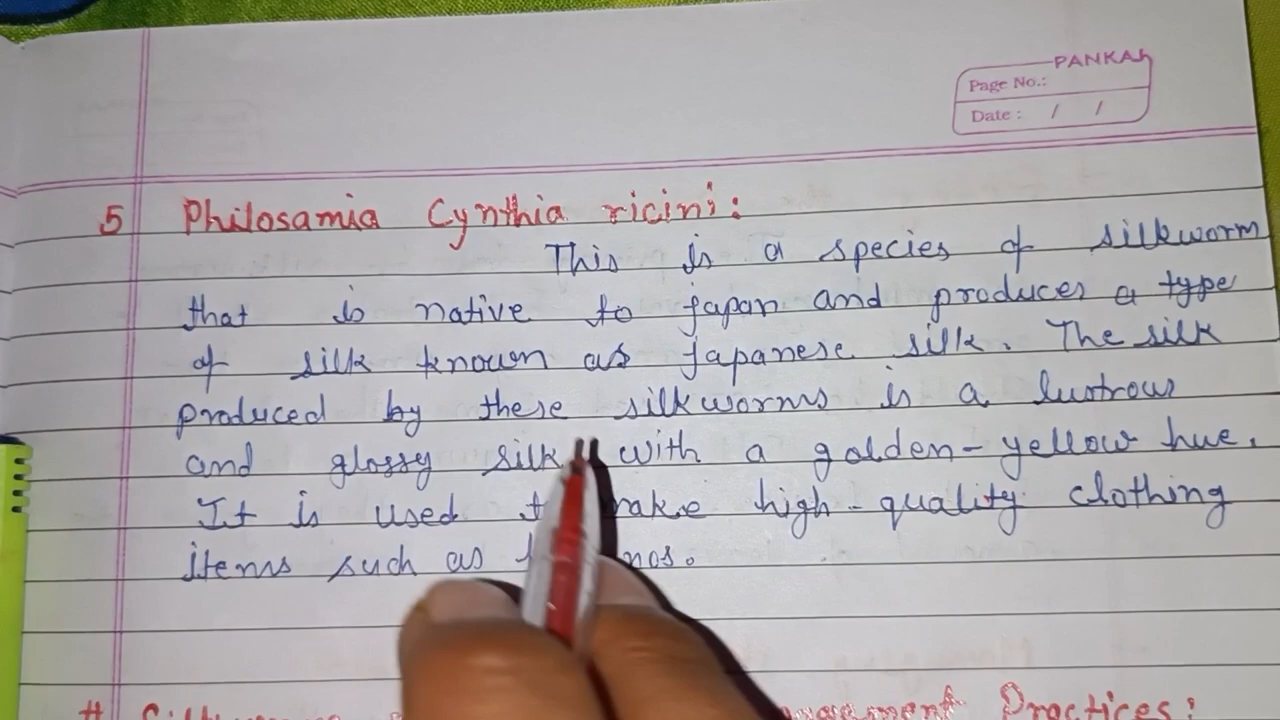 PANKAJ
Page No.:
Date : / /
5 Philosamia Cynthia ricini:
This is a species of silkworm
that is native to japan and produces a type
of silk known as Japanese silk. The silk
produced by these silkworms is a lustrous
and glossy silk with a golden-yellow hue.
It is used high-quality clothing
items such as
# Practices: